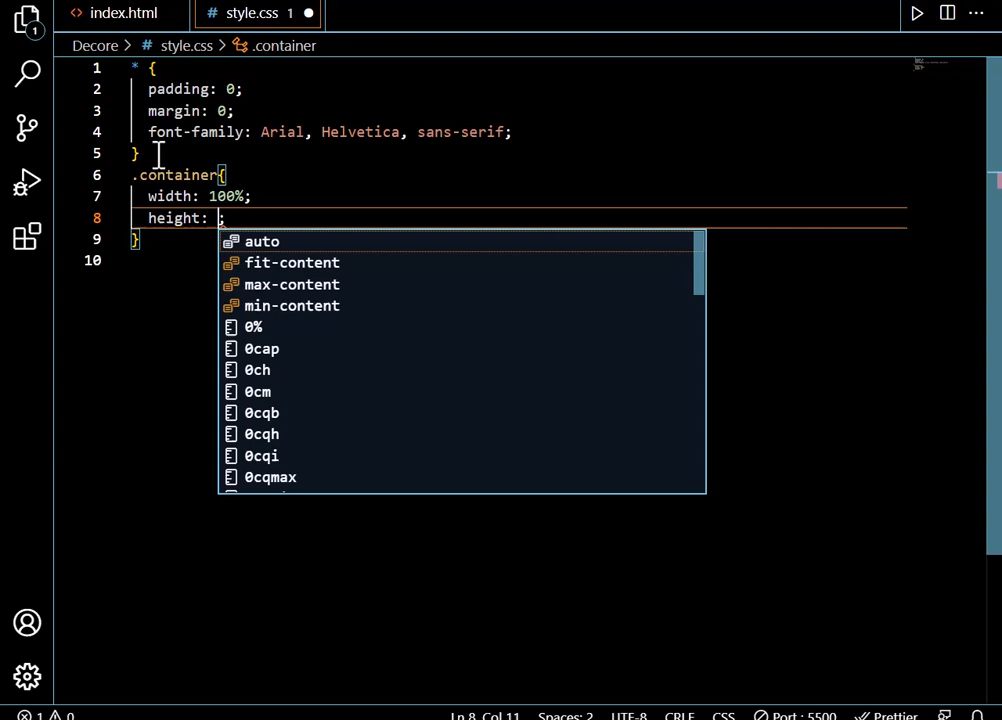 <> index.html # style.css 1
1
Decore > # style.css > .container
1 * {
2 padding: 0;
3 margin: 0;
4 font-family: Arial, Helvetica, sans-serif;
5 }
6 .container{
7 width: 100%;
8 height: ;
9 }
10
auto
fit-content
max-content
min-content
0%
0cap
0ch
0cm
0cqb
0cqh
0cqi
0cqmax
1 0 Ln 8, Col 11 Spaces: 2 UTF-8 CRLF CSS Port : 5500 Prettier